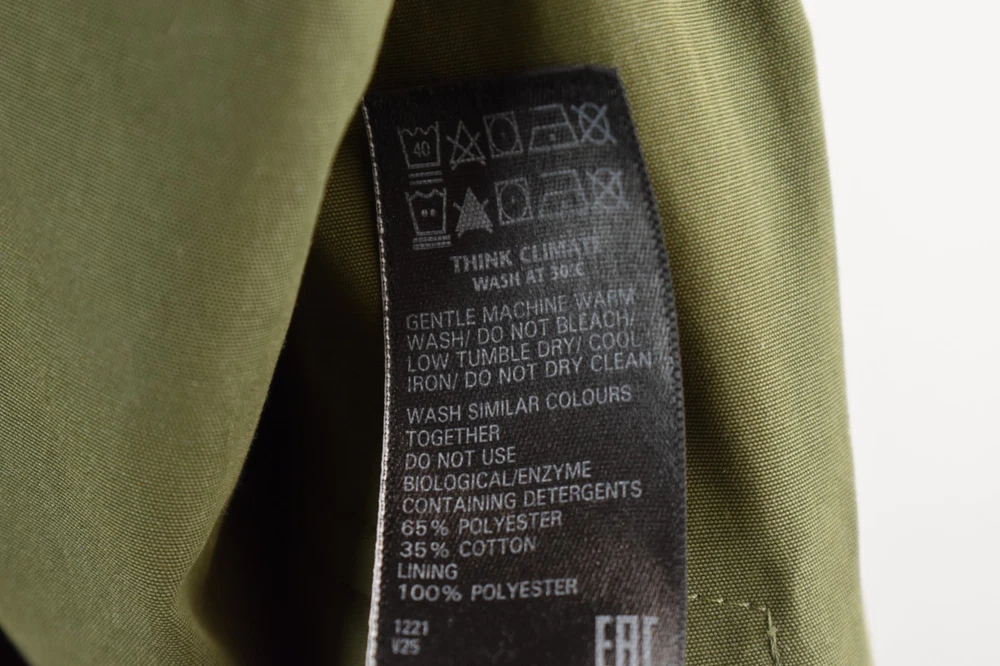 40
THINK CLIMATE
WASH AT 30°C
GENTLE MACHINE WARM
WASH/ DO NOT BLEACH/
LOW TUMBLE DRY/ COOL
IRON/ DO NOT DRY CLEAN
WASH SIMILAR COLOURS
TOGETHER
DO NOT USE
BIOLOGICAL/ENZYME
CONTAINING DETERGENTS
65% POLYESTER
35% COTTON
LINING
100% POLYESTER
1221
V25
EAC